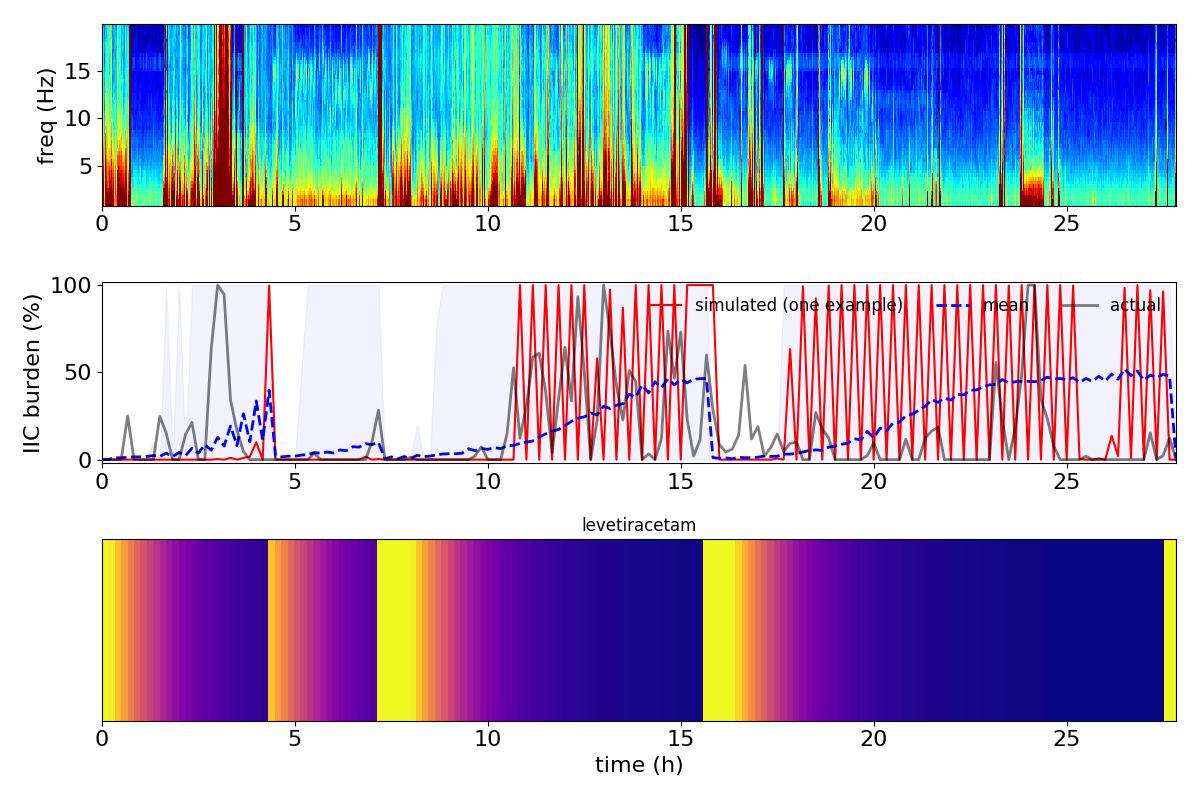 freq (Hz)
15
10
5
0 5 10 15 20 25
IIC burden (%)
100
50
0
simulated (one example) mean actual
0 5 10 15 20 25
levetiracetam
0 5 10 15 20 25
time (h)